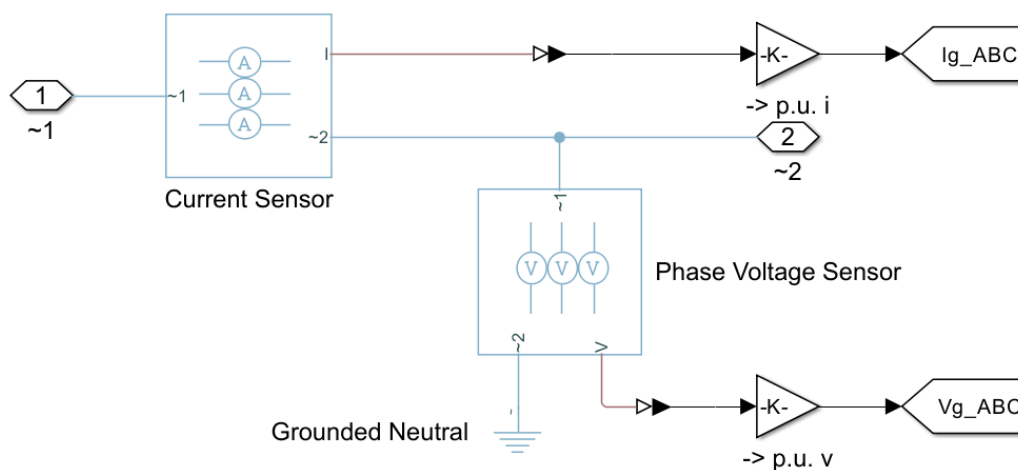 1
~1
A
A
A
I
~1
~2
Current Sensor
-K-
-> p.u. i
Ig_ABC
2
~2
~1
V V V
~2
V
Phase Voltage Sensor
Grounded Neutral
~
-K-
-> p.u. v
Vg_ABC